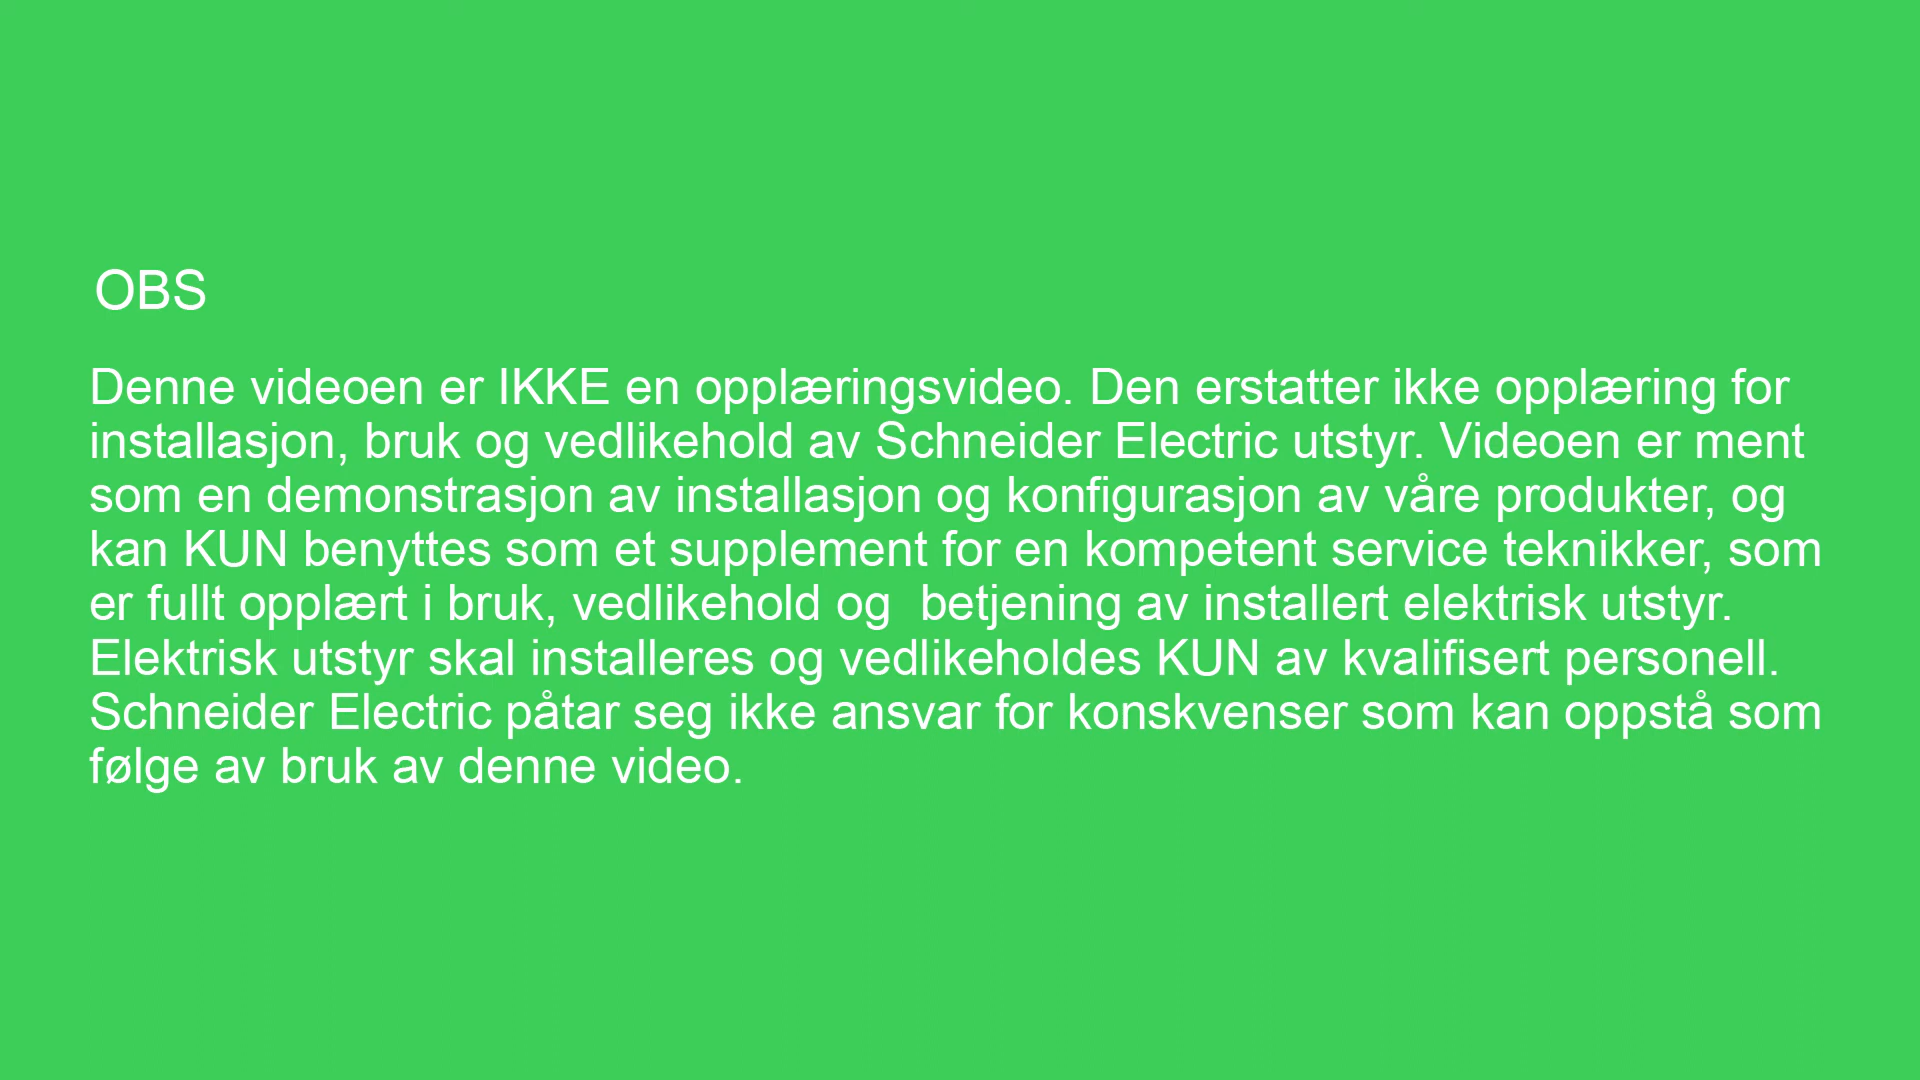 OBS
Denne videoen er IKKE en opplæringsvideo. Den erstatter ikke opplæring for
installasjon, bruk og vedlikehold av Schneider Electric utstyr. Videoen er ment
som en demonstrasjon av installasjon og konfigurasjon av våre produkter, og
kan KUN benyttes som et supplement for en kompetent service teknikker, som
er fullt opplært i bruk, vedlikehold og  betjening av installert elektrisk utstyr.
Elektrisk utstyr skal installeres og vedlikeholdes KUN av kvalifisert personell.
Schneider Electric påtar seg ikke ansvar for konskvenser som kan oppstå som
følge av bruk av denne video.